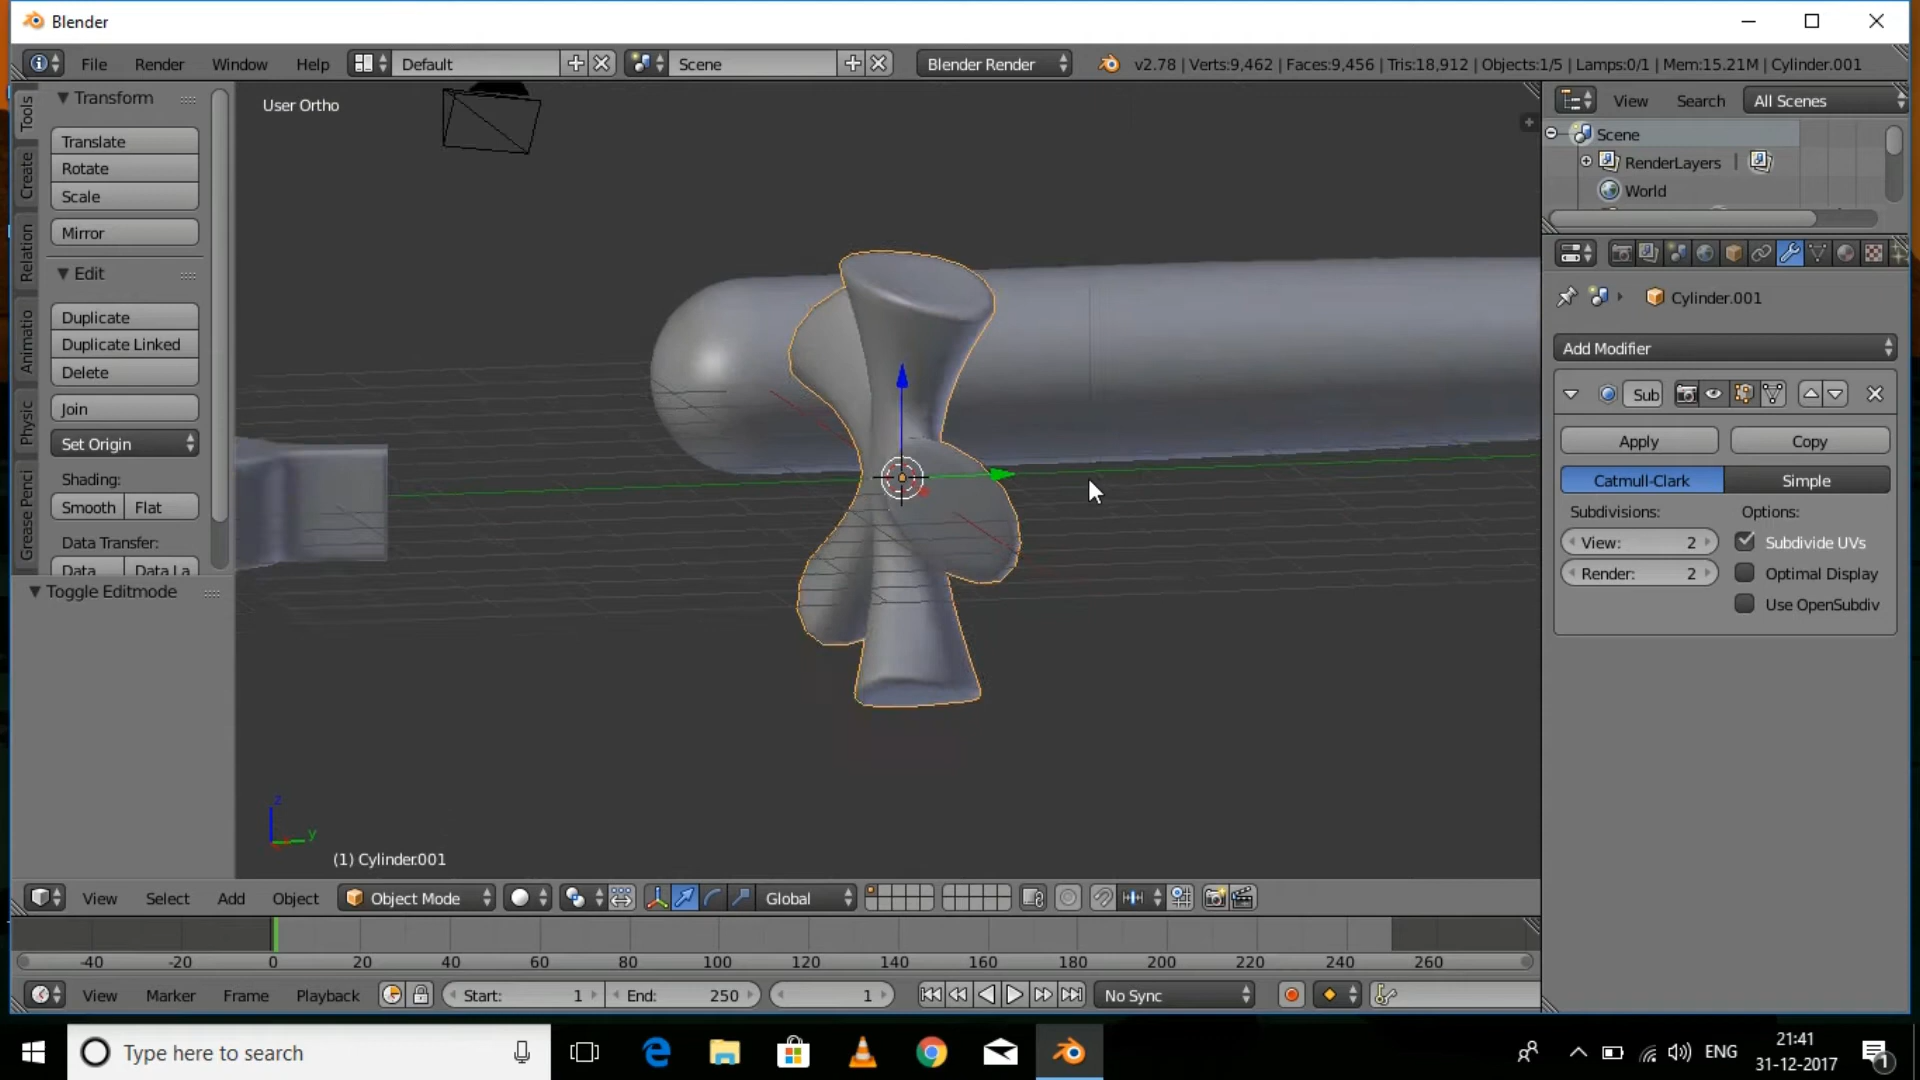 Blender
File Render Window Help Default Scene Blender Render v2.78 | Verts:9,462 | Faces:9,456 | Tris:18,912 | Objects:1/5 | Lamps:0/1 | Mem:15.21M | Cylinder.001
Tools
Create
Relation
Animatio
Physic
Grease Penci
Transform
Translate
Rotate
Scale
Mirror
Edit
Duplicate
Duplicate Linked
Delete
Join
Set Origin
Shading:
Smooth Flat
Data Transfer:
Data Data La
Toggle Editmode
User Ortho
z
y
(1) Cylinder.001
View Search All Scenes
Scene
RenderLayers |
World
Cylinder.001
Add Modifier
Sub
Apply Copy
Catmull-Clark Simple
Subdivisions: Options:
View: 2 Subdivide UVs
Render: 2 Optimal Display
Use OpenSubdiv
View Select Add Object Object Mode Global
-40 -20 0 20 40 60 80 100 120 140 160 180 200 220 240 260
View Marker Frame Playback Start: 1 End: 250 1 No Sync
Type here to search
ENG
21:41
31-12-2017
1